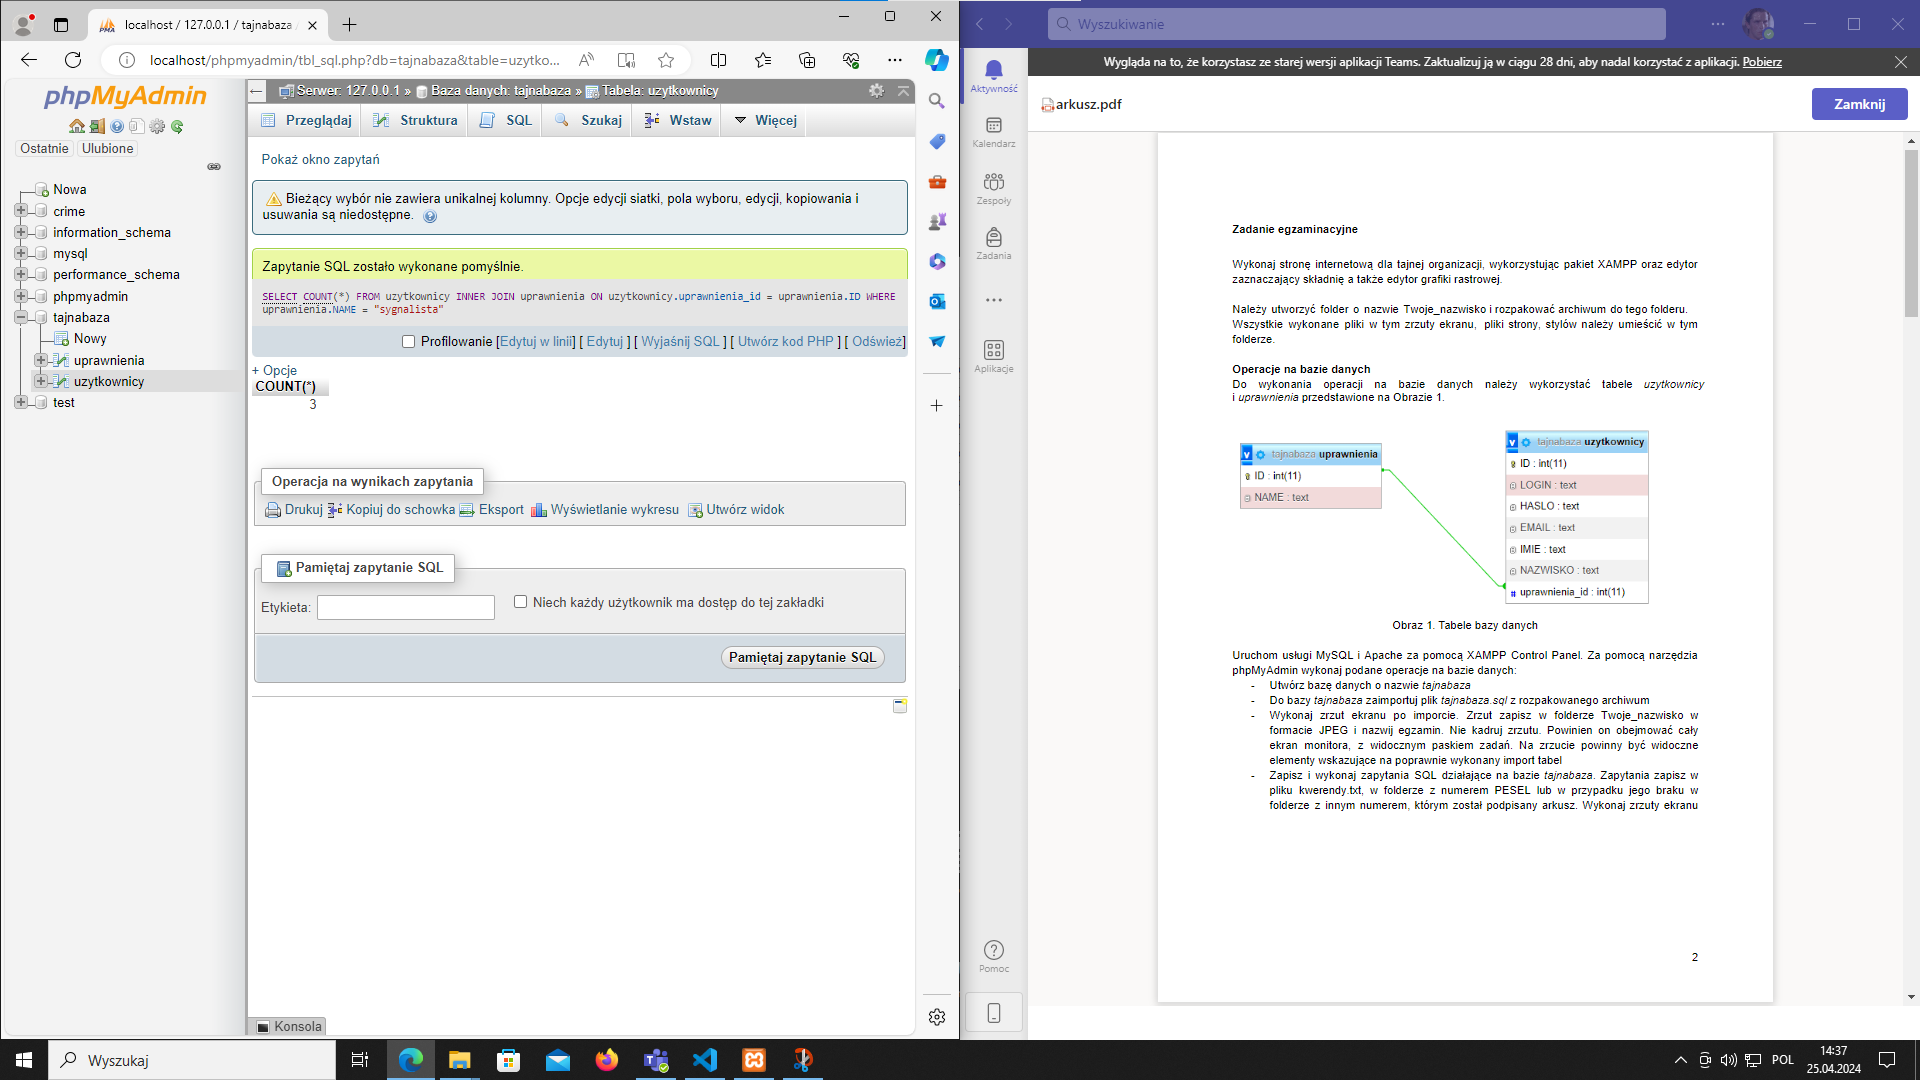 localhost / 127.0.0.1 / tajnabaza /
localhost/phpmyadmin/tbl_sql.php?db=tajnabaza&table=uzytko...
phpMyAdmin
Ostatnie
Ulubione
Nowa
crime
information_schema
mysql
performance_schema
phpmyadmin
tajnabaza
Nowy
uprawnienia
uzytkownicy
test
Serwer: 127.0.0.1 » Baza danych: tajnabaza » Tabela: uzytkownicy
Przeglądaj
Struktura
SQL
Szukaj
Wstaw
Więcej
Pokaż okno zapytań
Bieżący wybór nie zawiera unikalnej kolumny. Opcje edycji siatki, pola wyboru, edycji, kopiowania i
usuwania są niedostępne.
Zapytanie SQL zostało wykonane pomyślnie.
SELECT COUNT(*) FROM uzytkownicy INNER JOIN uprawnienia ON uzytkownicy.uprawnienia_id = uprawnienia.ID WHERE
uprawnienia.NAME = "sygnalista"
Profilowanie [Edytuj w linii] [ Edytuj ] [ Wyjaśnij SQL ] [ Utwórz kod PHP ] [ Odśwież]
+ Opcje
COUNT(*)
3
Operacja na wynikach zapytania
Drukuj
Kopiuj do schowka
Eksport
Wyświetlanie wykresu
Utwórz widok
Pamiętaj zapytanie SQL
Etykieta:
Niech każdy użytkownik ma dostęp do tej zakładki
Pamiętaj zapytanie SQL
Konsola
Wyszukiwanie
Wygląda na to, że korzystasz ze starej wersji aplikacji Teams. Zaktualizuj ją w ciągu 28 dni, aby nadal korzystać z aplikacji. Pobierz
Aktywność
Kalendarz
Zespoły
Zadania
Aplikacje
Pomoc
arkusz.pdf
Zamknij
Zadanie egzaminacyjne
Wykonaj stronę internetową dla tajnej organizacji, wykorzystując pakiet XAMPP oraz edytor
zaznaczający składnię a także edytor grafiki rastrowej.
Należy utworzyć folder o nazwie Twoje_nazwisko i rozpakować archiwum do tego folderu.
Wszystkie wykonane pliki w tym zrzuty ekranu, pliki strony, stylów należy umieścić w tym
folderze.
Operacje na bazie danych
Do wykonania operacji na bazie danych należy wykorzystać tabele uzytkownicy
i uprawnienia przedstawione na Obrazie 1.
tajnabaza uprawnienia
ID : int(11)
NAME : text
tajnabaza uzytkownicy
ID : int(11)
LOGIN : text
HASLO : text
EMAIL : text
IMIE : text
NAZWISKO : text
uprawnienia_id : int(11)
Obraz 1. Tabele bazy danych
Uruchom usługi MySQL i Apache za pomocą XAMPP Control Panel. Za pomocą narzędzia
phpMyAdmin wykonaj podane operacje na bazie danych:
- Utwórz bazę danych o nazwie tajnabaza
- Do bazy tajnabaza zaimportuj plik tajnabaza.sql z rozpakowanego archiwum
- Wykonaj zrzut ekranu po imporcie. Zrzut zapisz w folderze Twoje_nazwisko w
formacie JPEG i nazwij egzamin. Nie kadruj zrzutu. Powinien on obejmować cały
ekran monitora, z widocznym paskiem zadań. Na zrzucie powinny być widoczne
elementy wskazujące na poprawnie wykonany import tabel
- Zapisz i wykonaj zapytania SQL działające na bazie tajnabaza. Zapytania zapisz w
pliku kwerendy.txt, w folderze z numerem PESEL lub w przypadku jego braku w
folderze z innym numerem, którym został podpisany arkusz. Wykonaj zrzuty ekranu
2
Wyszukaj
POL
14:37
25.04.2024